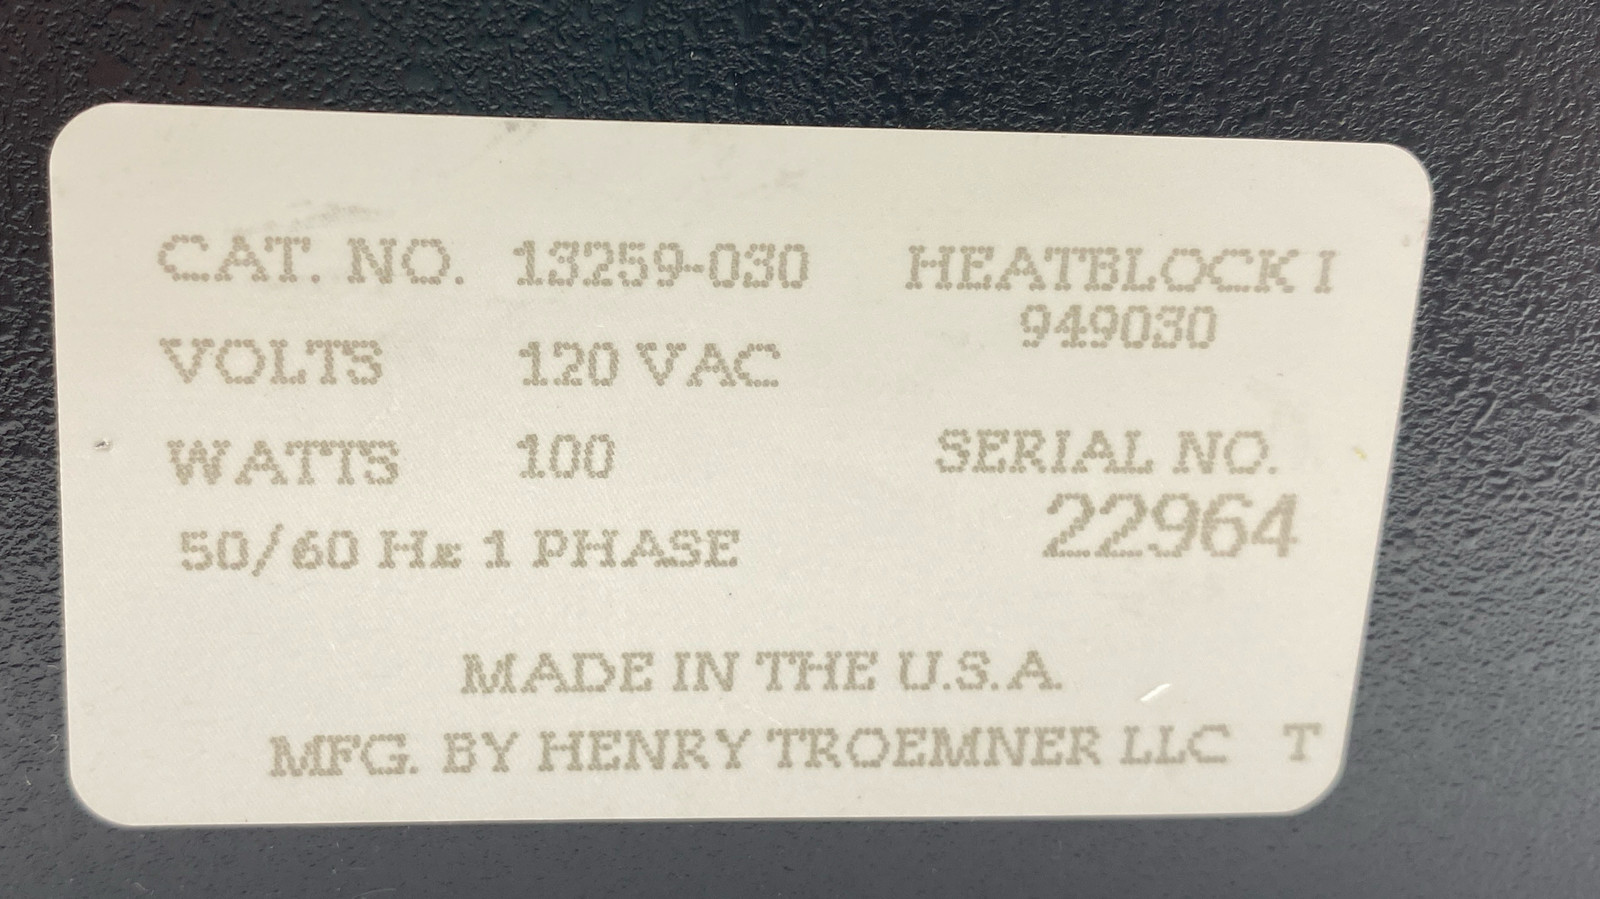 CAT. NO. 13259-030 HEATBLOCK I
949030
VOLTS 120 VAC
WATTS 100 SERIAL NO.
22964
50/60 Hz 1 PHASE
MADE IN THE U.S.A.
MFG. BY HENRY TROEMNER LLC T